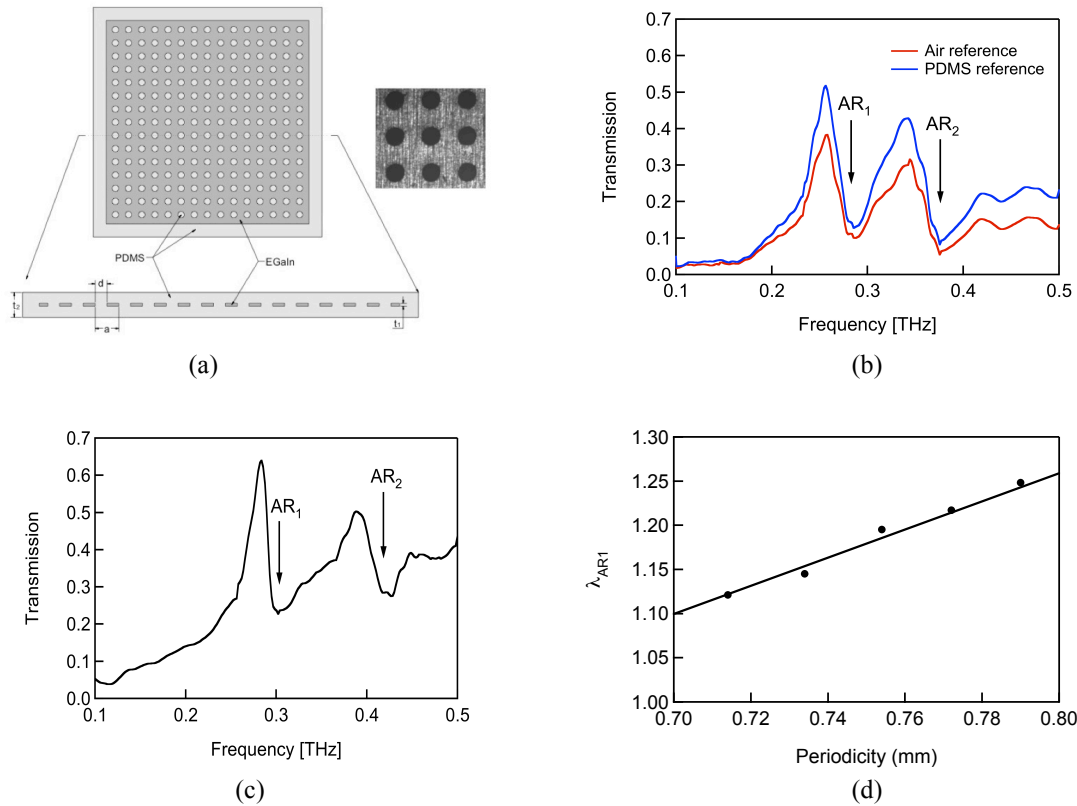 PDMS
EGaIn
d
a
t₂
t₁
(a)
0.7
0.6
0.5
0.4
0.3
0.2
0.1
0.0
Transmission
Air reference
PDMS reference
AR₁
AR₂
0.1 0.2 0.3 0.4 0.5
Frequency [THz]
(b)
0.7
0.6
0.5
0.4
0.3
0.2
0.1
0.0
Transmission
AR₁
AR₂
0.1 0.2 0.3 0.4 0.5
Frequency [THz]
(c)
1.30
1.25
1.20
1.15
1.10
1.05
1.00
λAR1
0.70 0.72 0.74 0.76 0.78 0.80
Periodicity (mm)
(d)